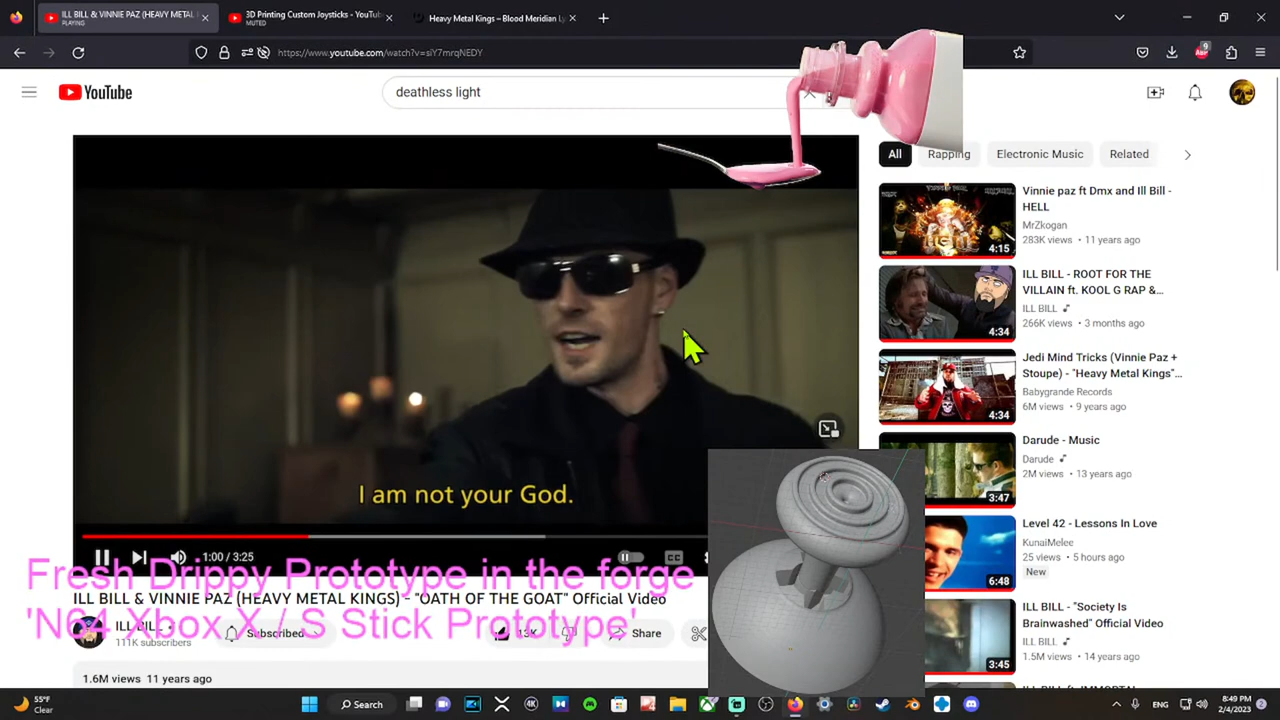 ILL BILL & VINNIE PAZ (HEAVY METAL
PLAYING
3D Printing Custom Joysticks - YouTube
MUTED
Heavy Metal Kings – Blood Meridian
https://www.youtube.com/watch?v=siY7mrqNEDY
9
YouTube
deathless light
All
Rapping
Electronic Music
Related
I am not your God.
1:00 / 3:25
CC
Fresh Drippy Prototype in the forge
ILL BILL & VINNIE PAZ (HEAVY METAL KINGS) - "OATH OF THE GOAT" Official Video
ILL BILL
111K subscribers
Subscribed
13K
Share
1.6M views 11 years ago
Vinnie paz ft Dmx and Ill Bill -
HELL
MrZkogan
283K views • 11 years ago
4:15
ILL BILL - ROOT FOR THE
VILLAIN ft. KOOL G RAP &...
ILL BILL
266K views • 3 months ago
4:34
Jedi Mind Tricks (Vinnie Paz +
Stoupe) - "Heavy Metal Kings"...
Babygrande Records
6M views • 9 years ago
4:34
Darude - Music
Darude
2M views • 13 years ago
3:47
Level 42 - Lessons In Love
KunaiMelee
25 views • 5 hours ago
New
6:48
ILL BILL - "Society Is
Brainwashed" Official Video
ILL BILL
1.5M views • 14 years ago
3:45
55°F
Clear
Search
8:49 PM
2/4/2023